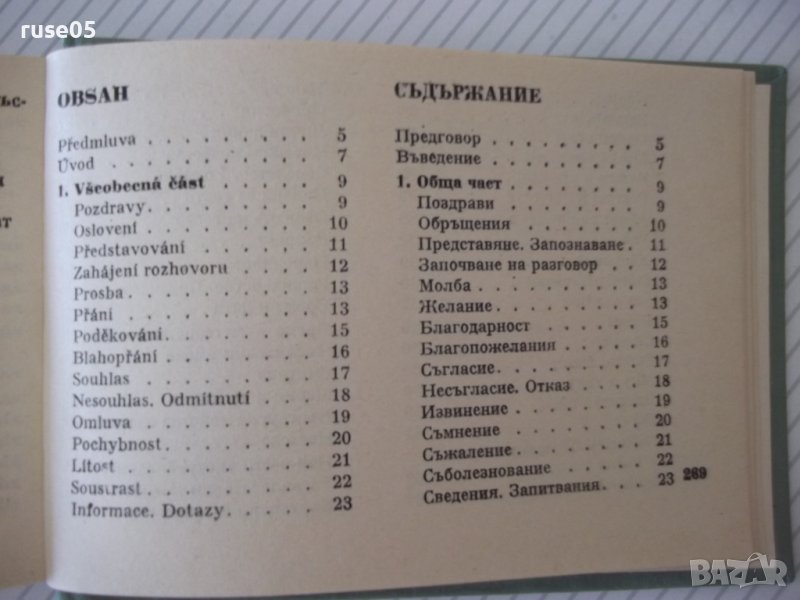 ruse05
ьс-
и
ат
OBSAH
Předmluva . . . . . . . . 5
Úvod . . . . . . . . . 7
1. Všeobecná část . . . . . . 9
Pozdravy. . . . . . . . . 9
Oslovení . . . . . . . . . 10
Představování . . . . . . . 11
Zahájení rozhovoru . . . . . 12
Prosba . . . . . . . . . 13
Přání . . . . . . . . . . 13
Poděkování. . . . . . . . 15
Blahopřání . . . . . . . . 16
Souhlas . . . . . . . . . 17
Nesouhlas. Odmítnutí . . . . 18
Omluva . . . . . . . . . 19
Pochybnost . . . . . . . . 20
Lítost . . . . . . . . . . 21
Soustrast . . . . . . . . . 22
Informace. Dotazy. . . . . . 23
СЪДЪРЖАНИЕ
Предговор . . . . . . . . 5
Въведение . . . . . . . . 7
1. Обща част . . . . . . . 9
Поздрави . . . . . . . . 9
Обръщения . . . . . . . 10
Представяне. Запознаване. . 11
Започване на разговор . . . 12
Молба . . . . . . . . . 13
Желание. . . . . . . . . 13
Благодарност . . . . . . 15
Благопожелания . . . . . 16
Съгласие. . . . . . . . . 17
Несъгласие. Отказ . . . . 18
Извинение . . . . . . . 19
Съмнение . . . . . . . . 20
Съжаление . . . . . . . 21
Съболезнование . . . . . 22
Сведения. Запитвания. . . . 23
269
BAZAR